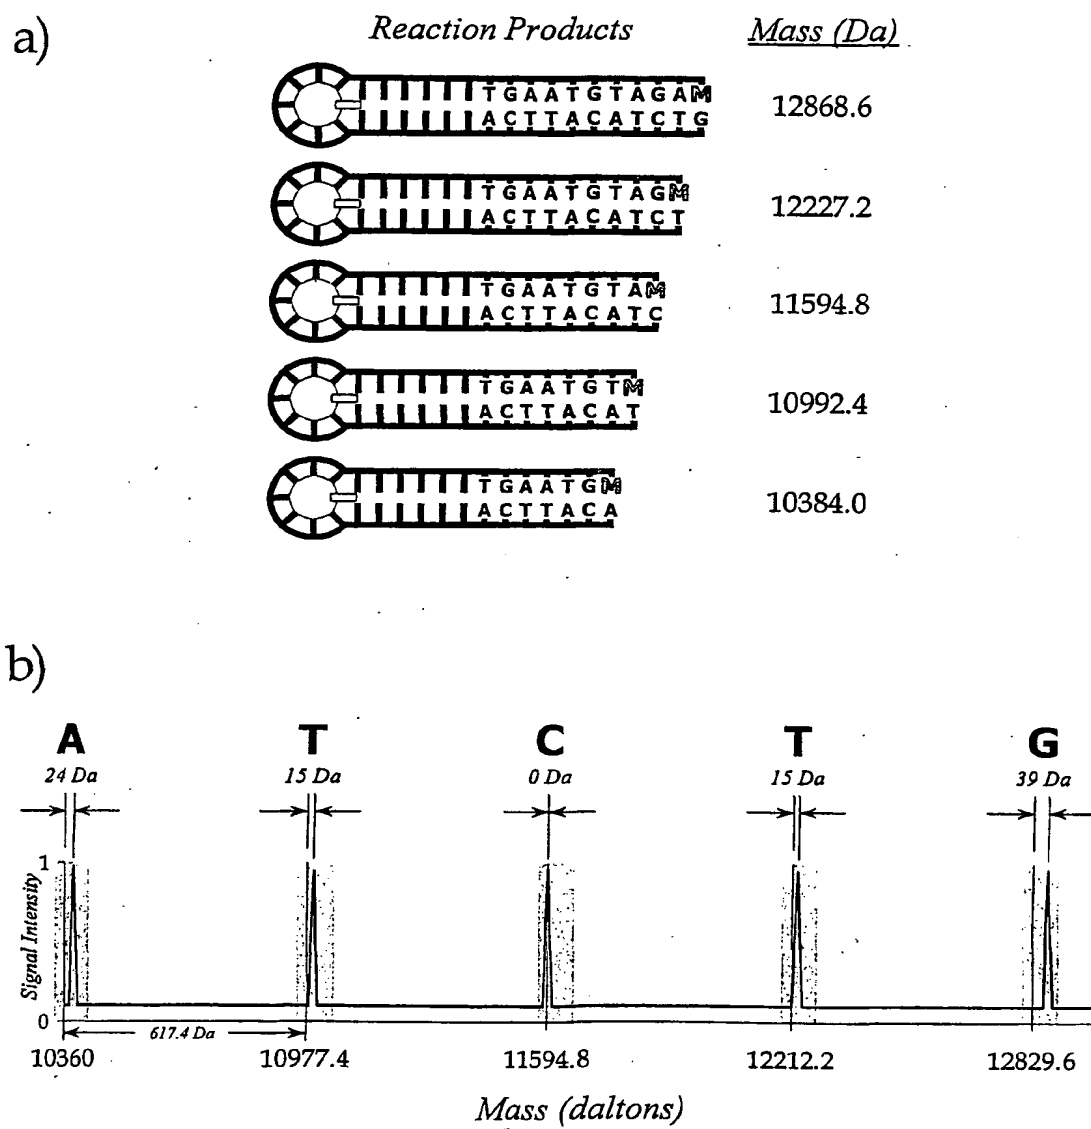 a)
Reaction Products Mass (Da)
TGAATGTAGAM
ACTTACATCTG
12868.6
TGAATGTAGM
ACTTACATCT
12227.2
TGAATGTAM
ACTTACATC
11594.8
TGAATGTM
ACTTACAT
10992.4
TGAATGM
ACTTACA
10384.0
b)
A T C T G
24 Da 15 Da 0 Da 15 Da 39 Da
1
Signal Intensity
0
617.4 Da
10360 10977.4 11594.8 12212.2 12829.6
Mass (daltons)